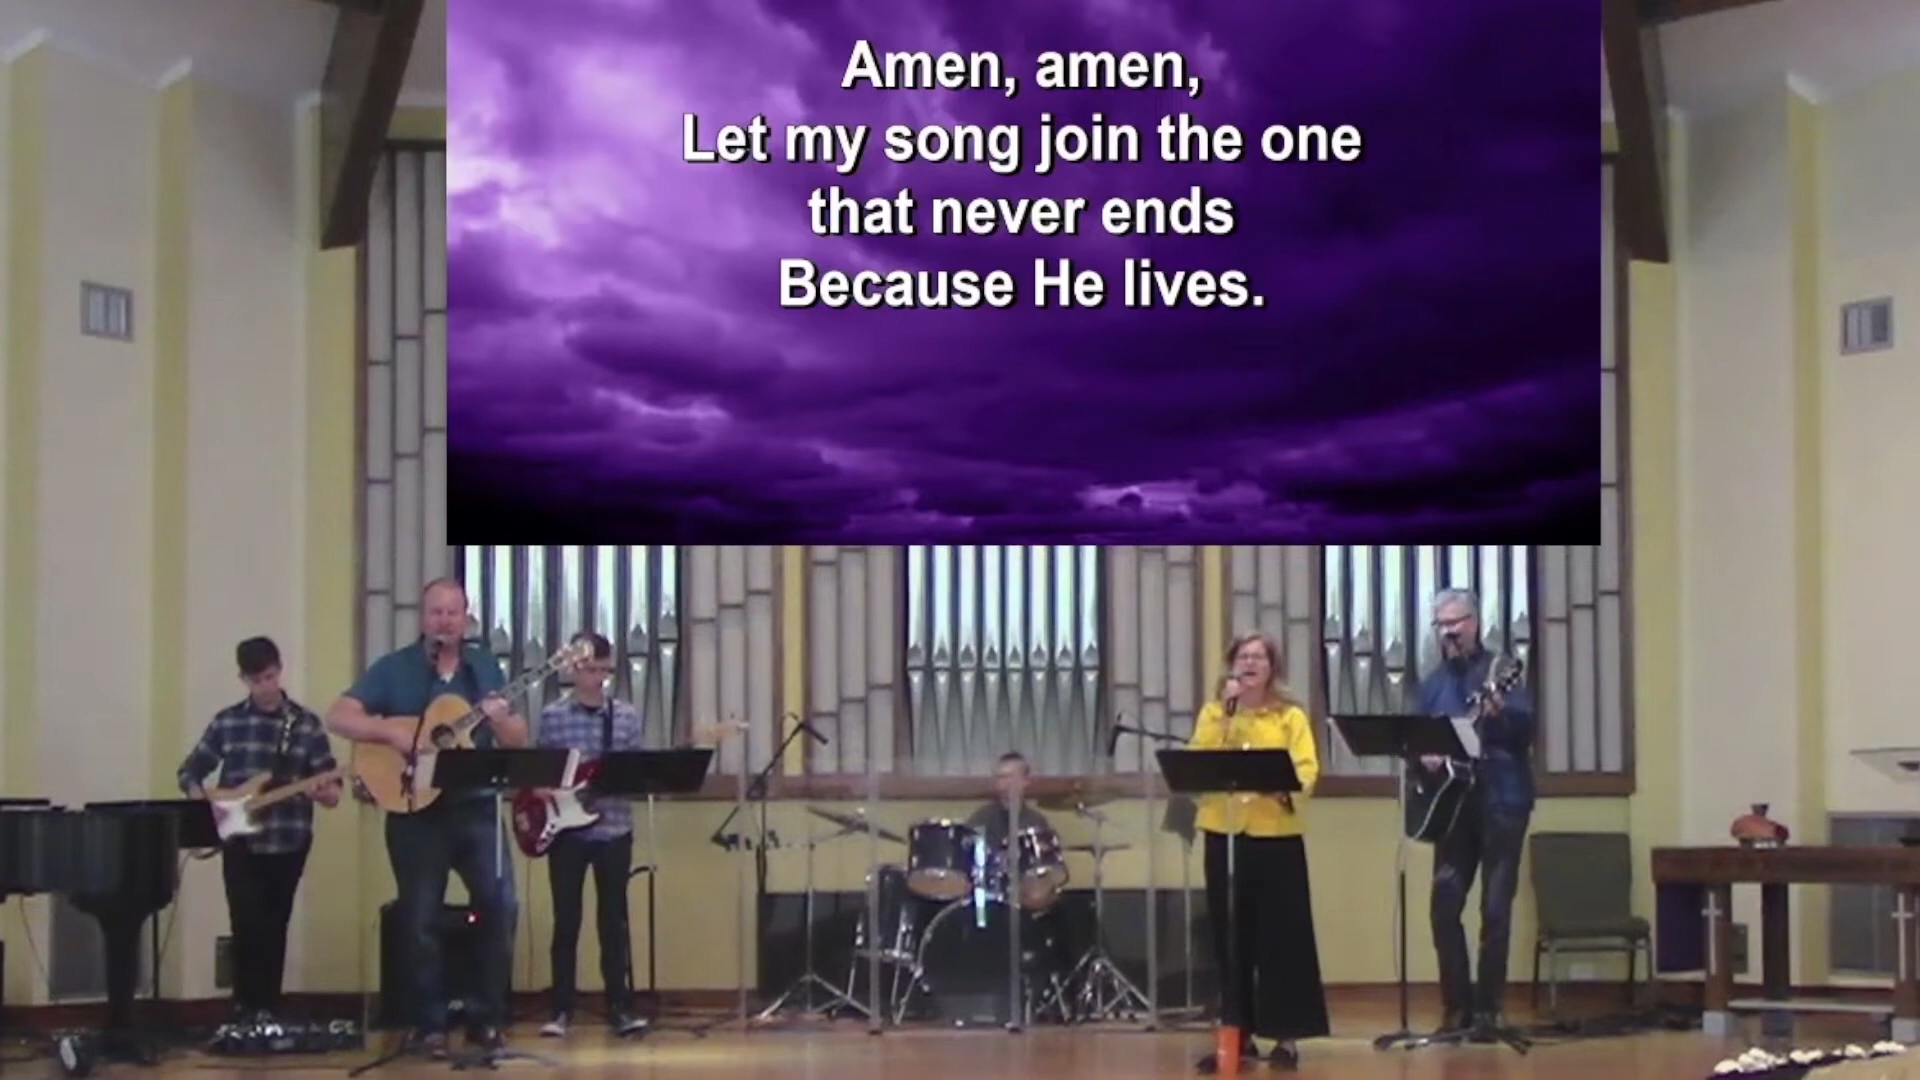 Amen, amen,
Let my song join the one
that never ends
Because He lives.